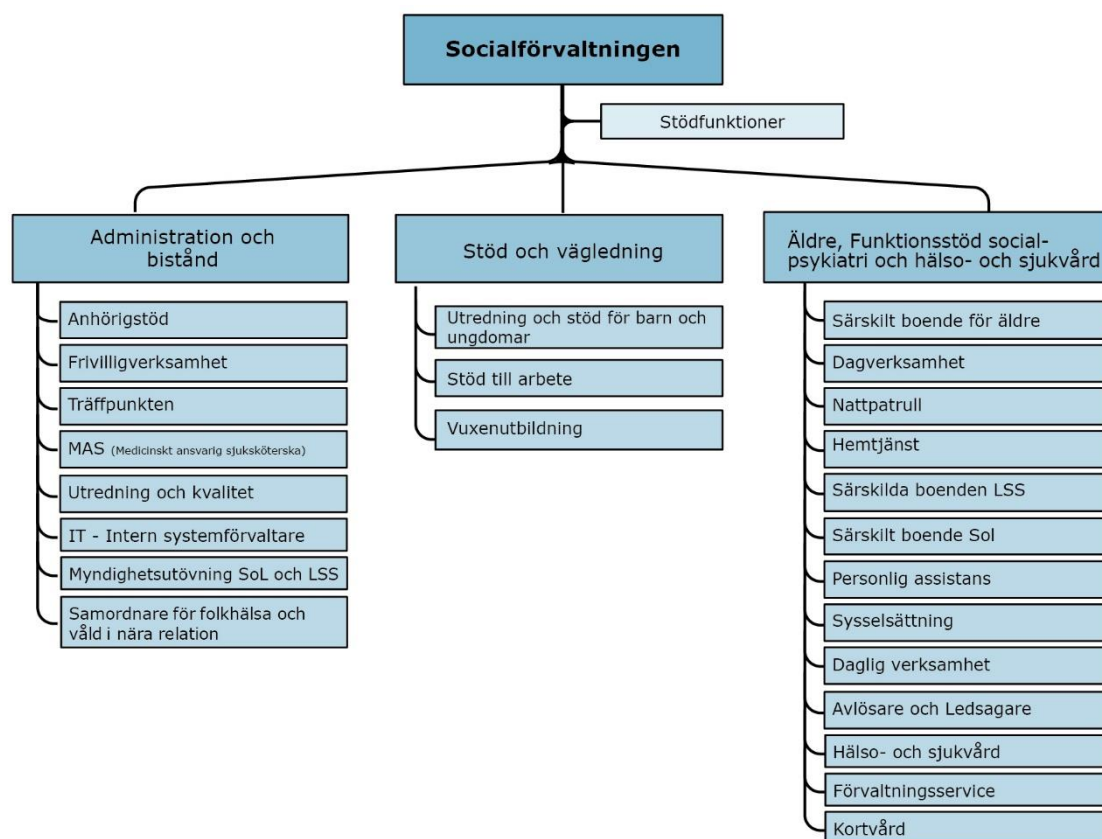 Socialförvaltningen
Stödfunktioner
Administration och
bistånd
Anhörigstöd
Frivilligverksamhet
Träffpunkten
MAS (Medicinskt ansvarig sjuksköterska)
Utredning och kvalitet
IT - Intern systemförvaltare
Myndighetsutövning SoL och LSS
Samordnare för folkhälsa och
våld i nära relation
Stöd och vägledning
Utredning och stöd för barn och
ungdomar
Stöd till arbete
Vuxenutbildning
Äldre, Funktionsstöd social-
psykiatri och hälso- och sjukvård
Särskilt boende för äldre
Dagverksamhet
Nattpatrull
Hemtjänst
Särskilda boenden LSS
Särskilt boende Sol
Personlig assistans
Sysselsättning
Daglig verksamhet
Avlösare och Ledsagare
Hälso- och sjukvård
Förvaltningsservice
Kortvård